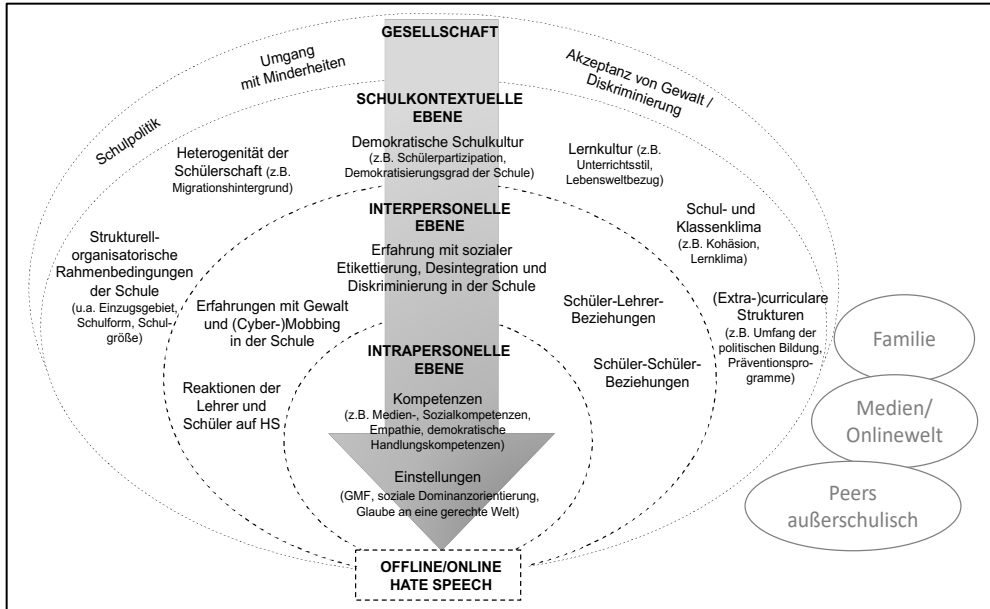 GESELLSCHAFT
Umgang
mit Minderheiten
Akzeptanz von Gewalt /
Diskriminierung
Schulpolitik
SCHULKONTEXTUELLE
EBENE
Heterogenität der
Schülerschaft (z.B.
Migrationshintergrund)
Demokratische Schulkultur
(z.B. Schülerpartizipation,
Demokratisierungsgrad der Schule)
Lernkultur (z.B.
Unterrichtsstil,
Lebensweltbezug)
INTERPERSONELLE
EBENE
Schul- und
Klassenklima
(z.B. Kohäsion,
Lernklima)
Strukturell-
organisatorische
Rahmenbedingungen
der Schule
(u.a. Einzugsgebiet,
Schulform, Schul-
größe)
Erfahrung mit sozialer
Etikettierung, Desintegration und
Diskriminierung in der Schule
Erfahrungen mit Gewalt
und (Cyber-)Mobbing
in der Schule
Schüler-Lehrer-
Beziehungen
(Extra-)curriculare
Strukturen
(z.B. Umfang der
politischen Bildung,
Präventionspro-
gramme)
Familie
INTRAPERSONELLE
EBENE
Schüler-Schüler-
Beziehungen
Reaktionen der
Lehrer und
Schüler auf HS
Kompetenzen
(z.B. Medien-, Sozialkompetenzen,
Empathie, demokratische
Handlungskompetenzen)
Medien/
Onlinewelt
Einstellungen
(GMF, soziale Dominanzorientierung,
Glaube an eine gerechte Welt)
Peers
außerschulisch
OFFLINE/ONLINE
HATE SPEECH